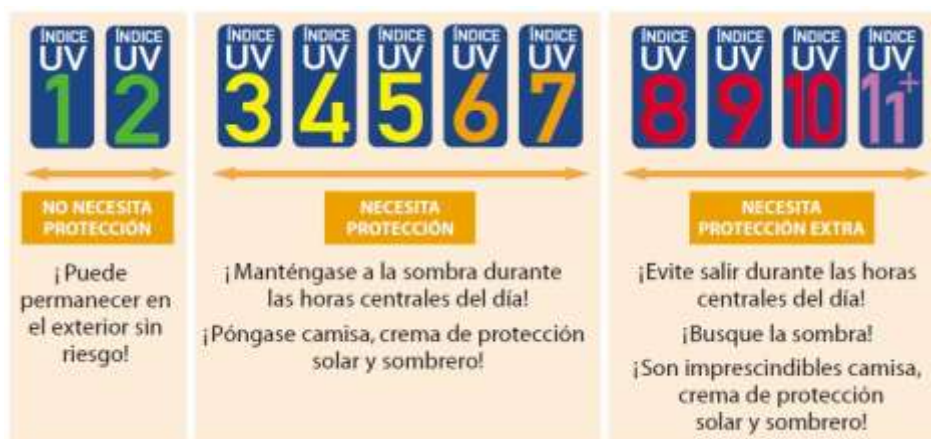 ÍNDICE
UV
1
ÍNDICE
UV
2
NO NECESITA
PROTECCIÓN
¡Puede
permanecer en
el exterior sin
riesgo!
ÍNDICE
UV
3
ÍNDICE
UV
4
ÍNDICE
UV
5
ÍNDICE
UV
6
ÍNDICE
UV
7
NECESITA
PROTECCIÓN
¡Manténgase a la sombra durante
las horas centrales del día!
¡Póngase camisa, crema de protección
solar y sombrero!
ÍNDICE
UV
8
ÍNDICE
UV
9
ÍNDICE
UV
10
ÍNDICE
UV
11+
NECESITA
PROTECCIÓN EXTRA
¡Evite salir durante las horas
centrales del día!
¡Busque la sombra!
¡Son imprescindibles camisa,
crema de protección
solar y sombrero!